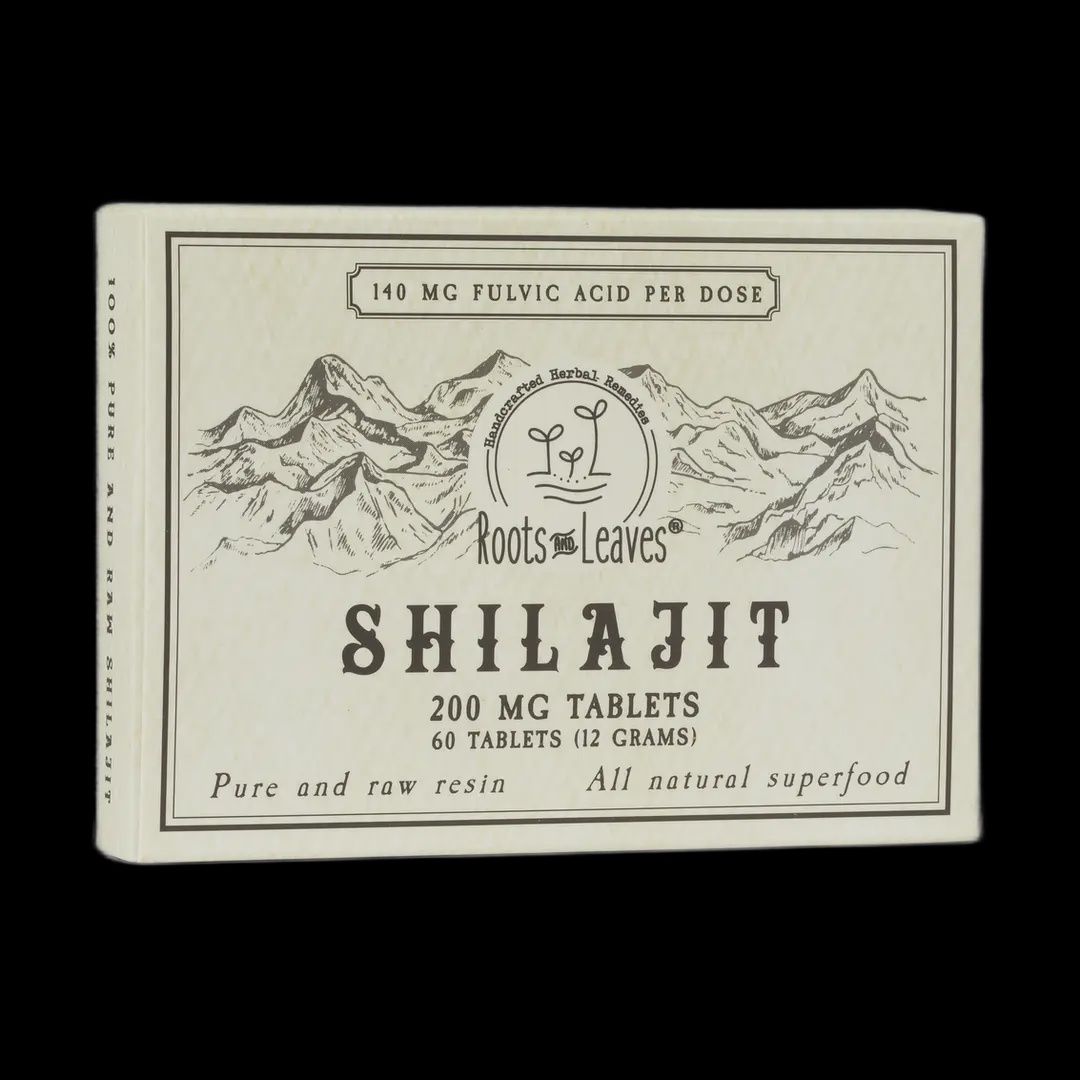 140 MG FULVIC ACID PER DOSE
Handcrafted Herbal Remedies
Roots AND Leaves®
SHILAJIT
200 MG TABLETS
60 TABLETS (12 GRAMS)
Pure and raw resin
All natural superfood
100% PURE AND RAW SHILAJIT